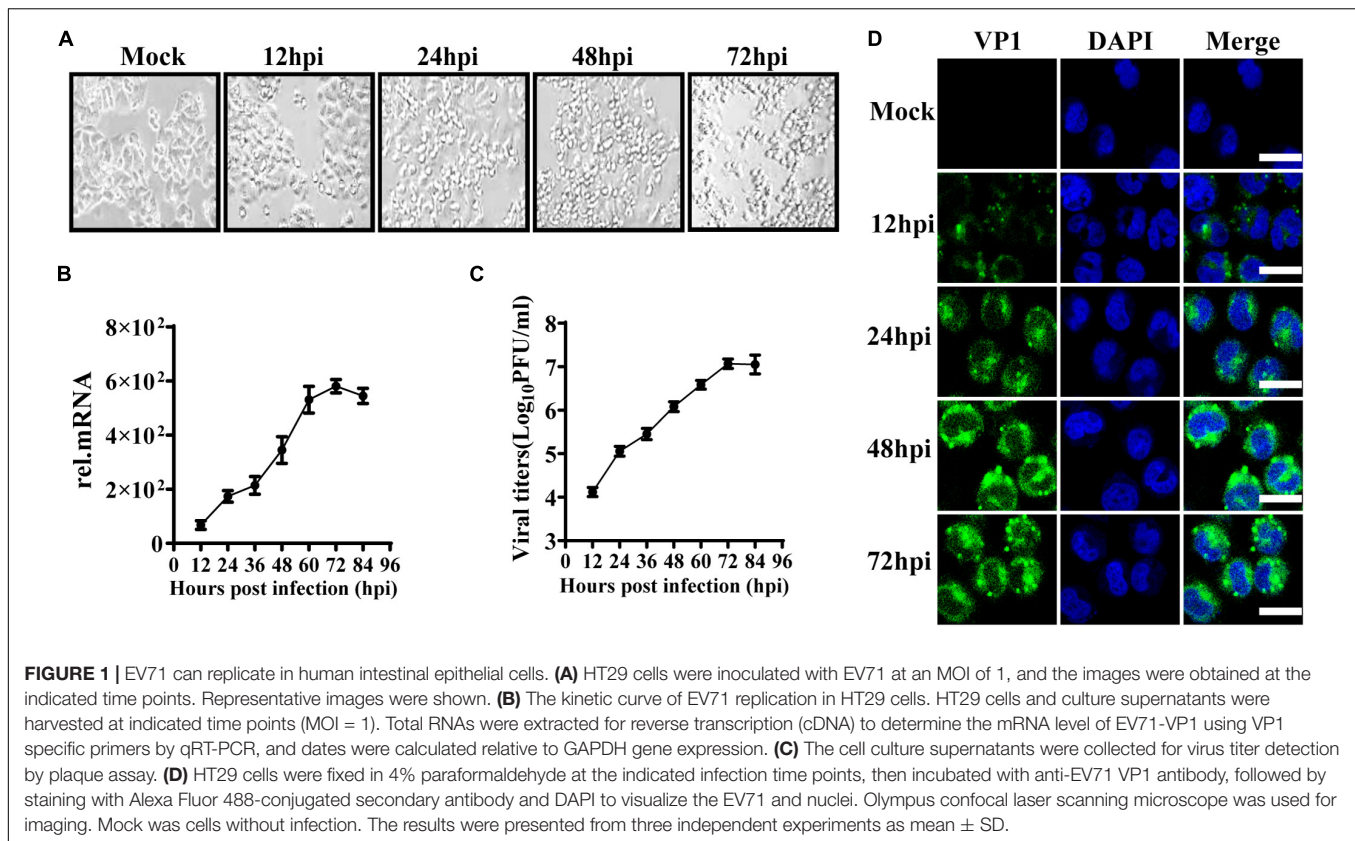 A
Mock 12hpi 24hpi 48hpi 72hpi
B
8×10²
6×10²
4×10²
2×10²
0
rel.mRNA
0 12 24 36 48 60 72 84 96
Hours post infection (hpi)
C
8
7
6
5
4
3
Viral titers(Log₁₀PFU/ml)
0 12 24 36 48 60 72 84 96
Hours post infection (hpi)
D
VP1 DAPI Merge
Mock
12hpi
24hpi
48hpi
72hpi
FIGURE 1 | EV71 can replicate in human intestinal epithelial cells. (A) HT29 cells were inoculated with EV71 at an MOI of 1, and the images were obtained at the
indicated time points. Representative images were shown. (B) The kinetic curve of EV71 replication in HT29 cells. HT29 cells and culture supernatants were
harvested at indicated time points (MOI = 1). Total RNAs were extracted for reverse transcription (cDNA) to determine the mRNA level of EV71-VP1 using VP1
specific primers by qRT-PCR, and dates were calculated relative to GAPDH gene expression. (C) The cell culture supernatants were collected for virus titer detection
by plaque assay. (D) HT29 cells were fixed in 4% paraformaldehyde at the indicated infection time points, then incubated with anti-EV71 VP1 antibody, followed by
staining with Alexa Fluor 488-conjugated secondary antibody and DAPI to visualize the EV71 and nuclei. Olympus confocal laser scanning microscope was used for
imaging. Mock was cells without infection. The results were presented from three independent experiments as mean ± SD.